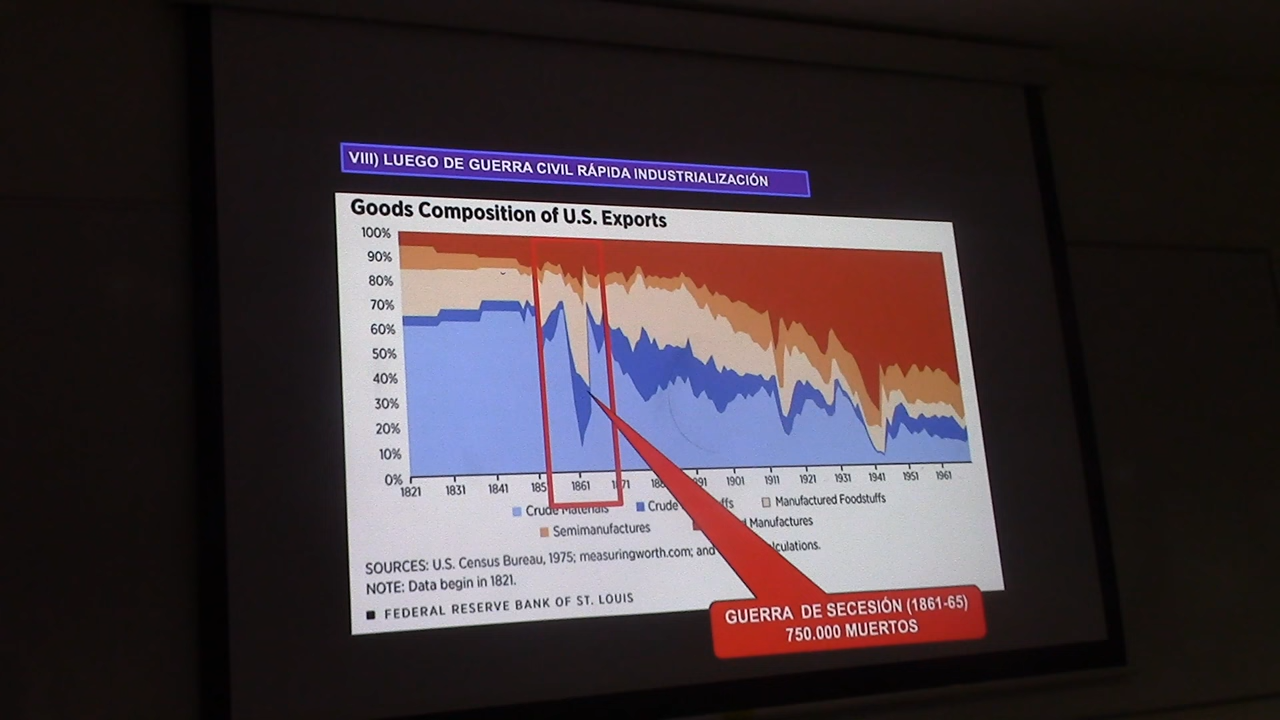 VIII) LUEGO DE GUERRA CIVIL RÁPIDA INDUSTRIALIZACIÓN
Goods Composition of U.S. Exports
100%
90%
80%
70%
60%
50%
40%
30%
20%
10%
0%
1821 1831 1841 1861 1901 1911 1921 1931 1941 1951 1961
Crude Materials Crude Manufactured Foodstuffs
Semimanufactures Manufactures
SOURCES: U.S. Census Bureau, 1975; measuringworth.com; and
NOTE: Data begin in 1821.
FEDERAL RESERVE BANK OF ST. LOUIS
GUERRA DE SECESIÓN (1861-65)
750.000 MUERTOS